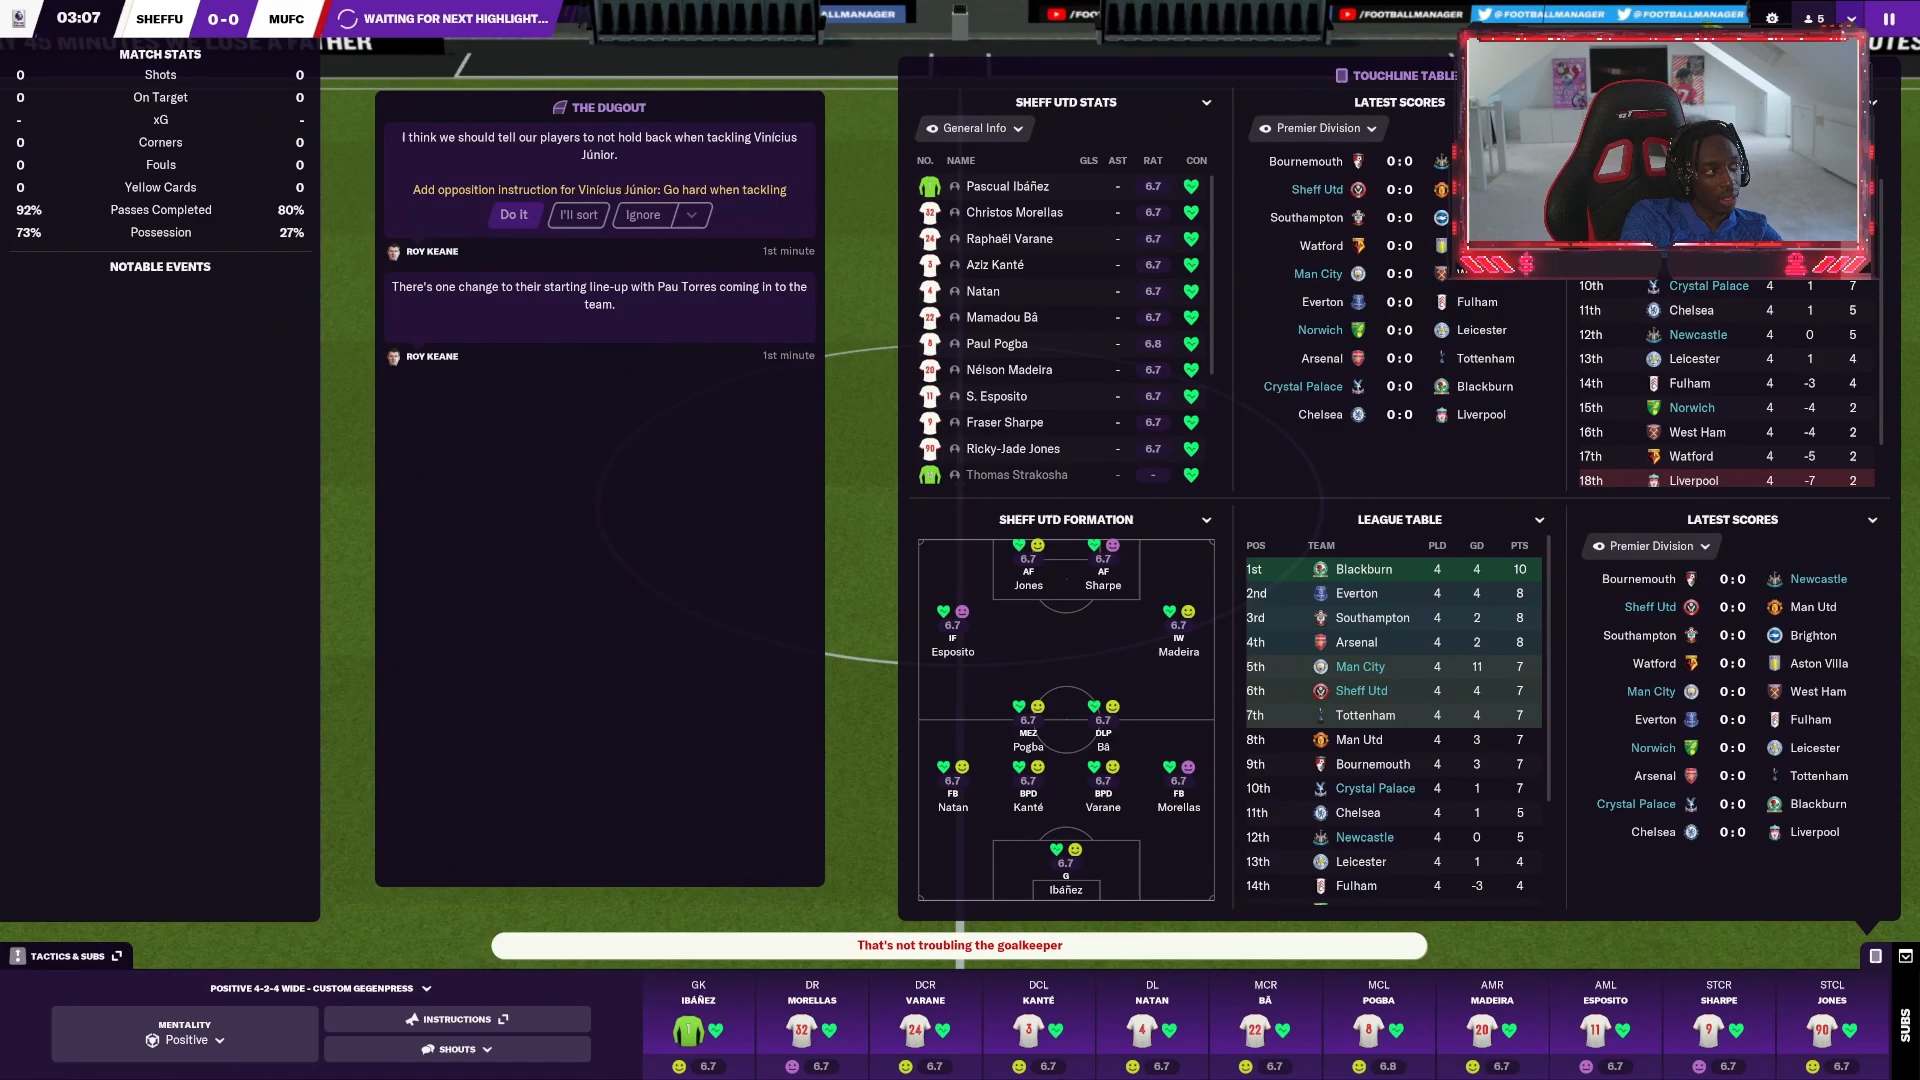 03:07 SHEFFU 0-0 MUFC WAITING FOR NEXT HIGHLIGHT...
ALLMANAGER /FOO /FOOTBALLMANAGER @FOOTBALLMANAGER @FOOTBALLMANAGER
5
45 MINUTES WE LOSE A FATHER
UTES
MATCH STATS
0 Shots 0
0 On Target 0
- xG -
0 Corners 0
0 Fouls 0
0 Yellow Cards 0
92% Passes Completed 80%
73% Possession 27%
NOTABLE EVENTS
THE DUGOUT
I think we should tell our players to not hold back when tackling Vinícius
Júnior.
Add opposition instruction for Vinícius Júnior: Go hard when tackling
Do it I'll sort Ignore
ROY KEANE 1st minute
There's one change to their starting line-up with Pau Torres coming in to the
team.
ROY KEANE 1st minute
TOUCHLINE TABLE
SHEFF UTD STATS
General Info
NO. NAME GLS AST RAT CON
1 Pascual Ibáñez - 6.7
32 Christos Morellas - 6.7
24 Raphaël Varane - 6.7
3 Aziz Kanté - 6.7
4 Natan - 6.7
22 Mamadou Bâ - 6.7
8 Paul Pogba - 6.8
20 Nélson Madeira - 6.7
11 S. Esposito - 6.7
9 Fraser Sharpe - 6.7
90 Ricky-Jade Jones - 6.7
Thomas Strakosha - -
LATEST SCORES
Premier Division
Bournemouth 0:0
Sheff Utd 0:0
Southampton 0:0
Watford 0:0
Man City 0:0 W
Everton 0:0 Fulham
Norwich 0:0 Leicester
Arsenal 0:0 Tottenham
Crystal Palace 0:0 Blackburn
Chelsea 0:0 Liverpool
10th Crystal Palace 4 1 7
11th Chelsea 4 1 5
12th Newcastle 4 0 5
13th Leicester 4 1 4
14th Fulham 4 -3 4
15th Norwich 4 -4 2
16th West Ham 4 -4 2
17th Watford 4 -5 2
18th Liverpool 4 -7 2
SHEFF UTD FORMATION
6.7 6.7
AF AF
Jones Sharpe
6.7 6.7
IF IW
Esposito Madeira
6.7 6.7
MEZ DLP
Pogba Bâ
6.7 6.7 6.7 6.7
FB BPD BPD FB
Natan Kanté Varane Morellas
6.7
G
Ibáñez
LEAGUE TABLE
POS TEAM PLD GD PTS
1st Blackburn 4 4 10
2nd Everton 4 4 8
3rd Southampton 4 2 8
4th Arsenal 4 2 8
5th Man City 4 11 7
6th Sheff Utd 4 4 7
7th Tottenham 4 4 7
8th Man Utd 4 3 7
9th Bournemouth 4 3 7
10th Crystal Palace 4 1 7
11th Chelsea 4 1 5
12th Newcastle 4 0 5
13th Leicester 4 1 4
14th Fulham 4 -3 4
LATEST SCORES
Premier Division
Bournemouth 0:0 Newcastle
Sheff Utd 0:0 Man Utd
Southampton 0:0 Brighton
Watford 0:0 Aston Villa
Man City 0:0 West Ham
Everton 0:0 Fulham
Norwich 0:0 Leicester
Arsenal 0:0 Tottenham
Crystal Palace 0:0 Blackburn
Chelsea 0:0 Liverpool
That's not troubling the goalkeeper
TACTICS & SUBS
POSITIVE 4-2-4 WIDE - CUSTOM GEGENPRESS
MENTALITY
Positive
INSTRUCTIONS
SHOUTS
GK DR DCR DCL DL MCR MCL AMR AML STCR STCL
IBÁÑEZ MORELLAS VARANE KANTÉ NATAN BÂ POGBA MADEIRA ESPOSITO SHARPE JONES
1 32 24 3 4 22 8 20 11 9 90
6.7 6.7 6.7 6.7 6.7 6.7 6.8 6.7 6.7 6.7 6.7
SUBS